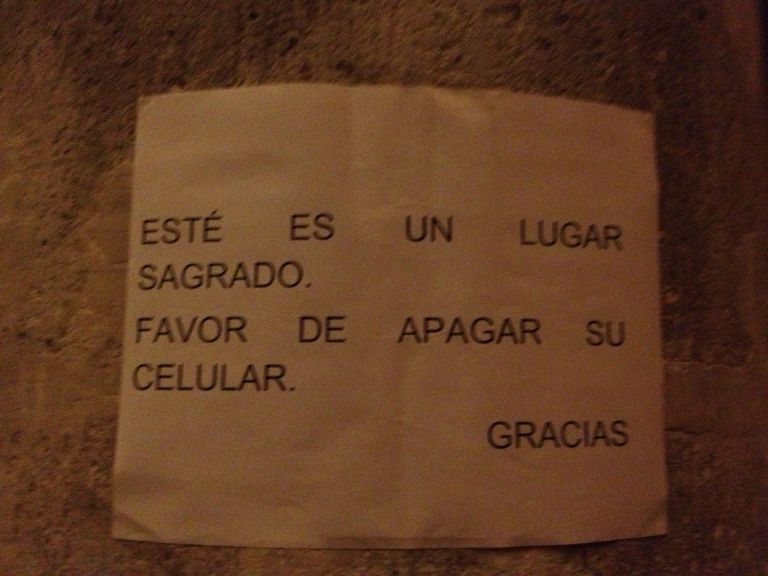 ESTÉ ES UN LUGAR
SAGRADO.
FAVOR DE APAGAR SU
CELULAR.
GRACIAS